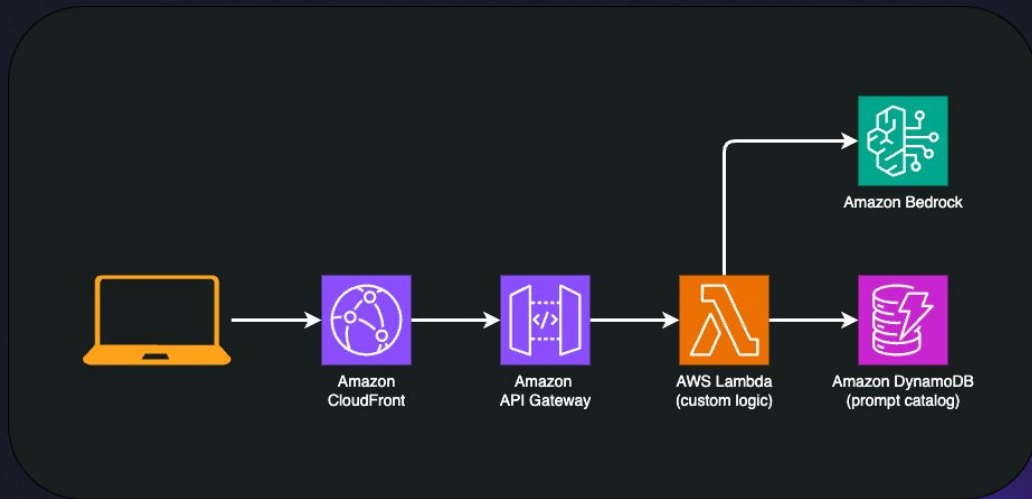 Amazon Bedrock
Amazon
CloudFront
Amazon
API Gateway
</>
AWS Lambda
(custom logic)
Amazon DynamoDB
(prompt catalog)